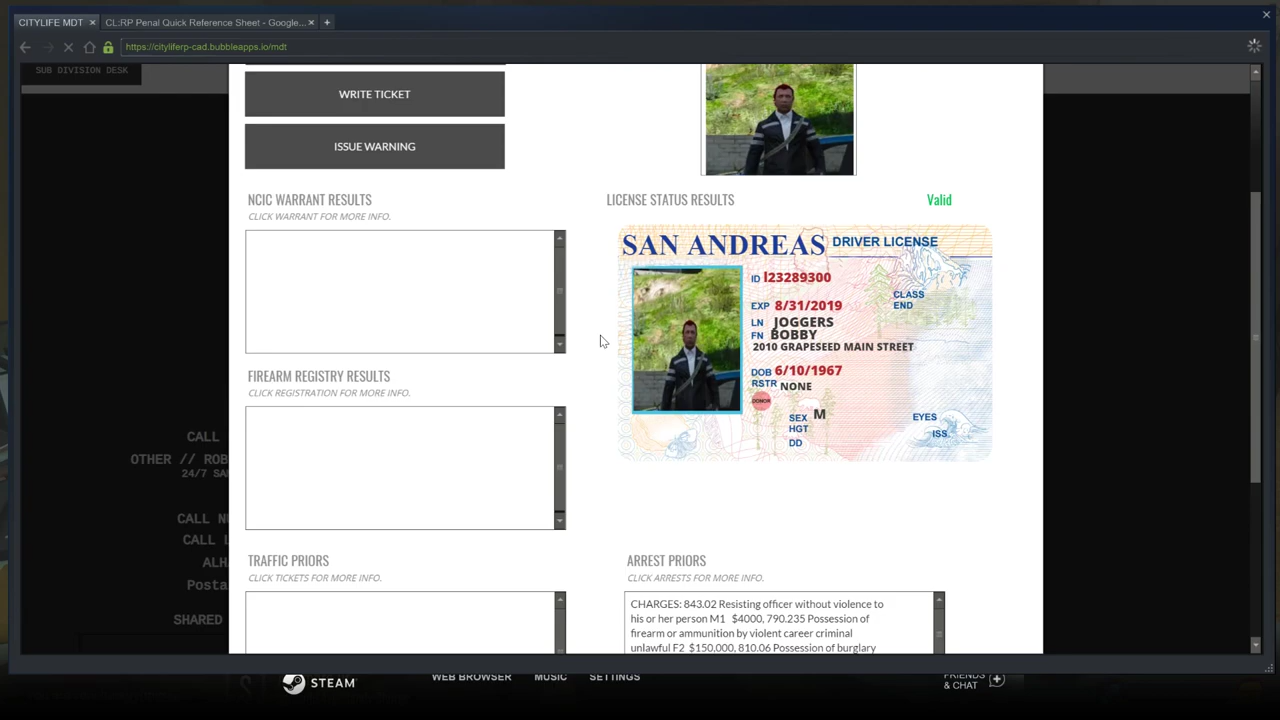 CITYLIFE MDT
CL:RP Penal Quick Reference Sheet - Google...
https://cityliferp-cad.bubbleapps.io/mdt
SUB DIVISION DESK
WRITE TICKET
ISSUE WARNING
NCIC WARRANT RESULTS
CLICK WARRANT FOR MORE INFO.
LICENSE STATUS RESULTS
Valid
SAN ANDREAS DRIVER LICENSE
ID I23289300
EXP 8/31/2019
LN JOGGERS
FN BOBBY
2010 GRAPESEED MAIN STREET
CLASS
END
DOB 6/10/1967
RSTR NONE
DONOR
SEX M
HGT
DD
EYES
ISS.
FIREARM REGISTRY RESULTS
CLICK REGISTRATION FOR MORE INFO.
CALL
OTHER // ROB
24/7 SAN
CALL NU
CALL L
ALH
Posta
SHARED
TRAFFIC PRIORS
CLICK TICKETS FOR MORE INFO.
ARREST PRIORS
CLICK ARRESTS FOR MORE INFO.
CHARGES: 843.02 Resisting officer without violence to
his or her person M1 $4000, 790.235 Possession of
firearm or ammunition by violent career criminal
unlawful F2 $150,000, 810.06 Possession of burglary
STEAM
WEB BROWSER
MUSIC
SETTINGS
FRIENDS
& CHAT